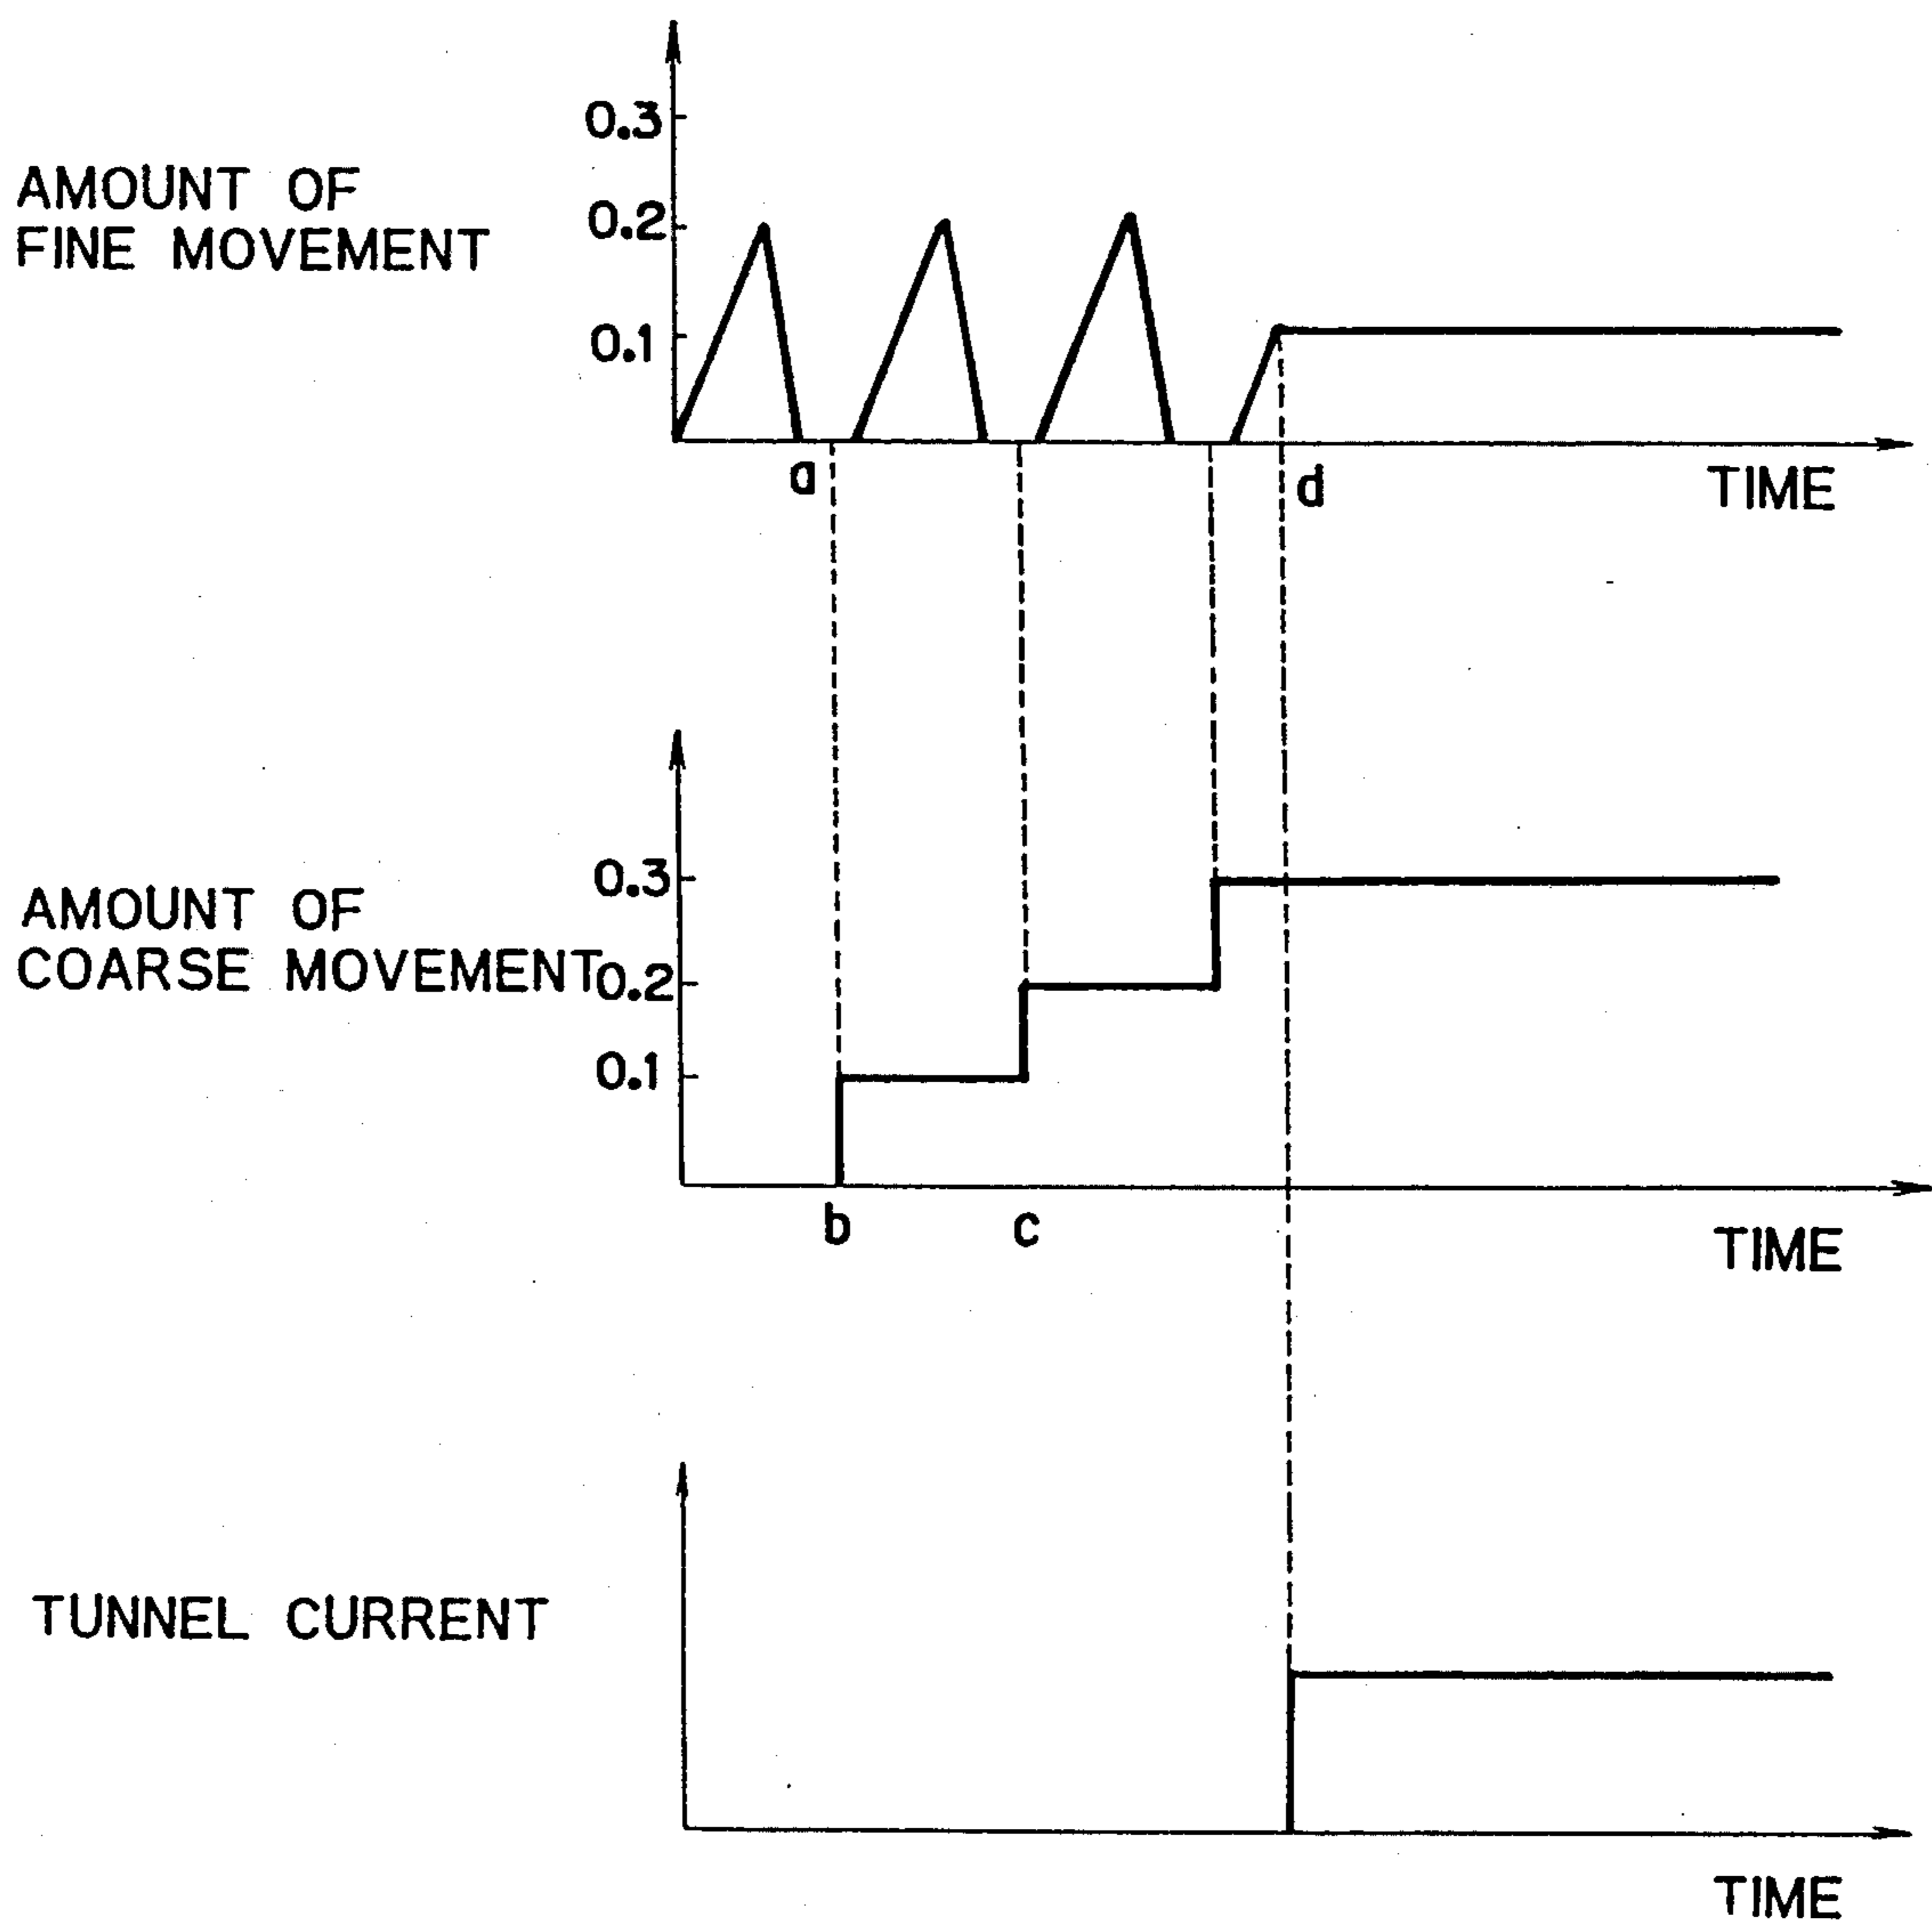 0.3
AMOUNT OF
FINE MOVEMENT
0.2
0.1
a
d
TIME
0.3
AMOUNT OF
COARSE MOVEMENT
0.2
0.1
b
c
TIME
TUNNEL CURRENT
TIME